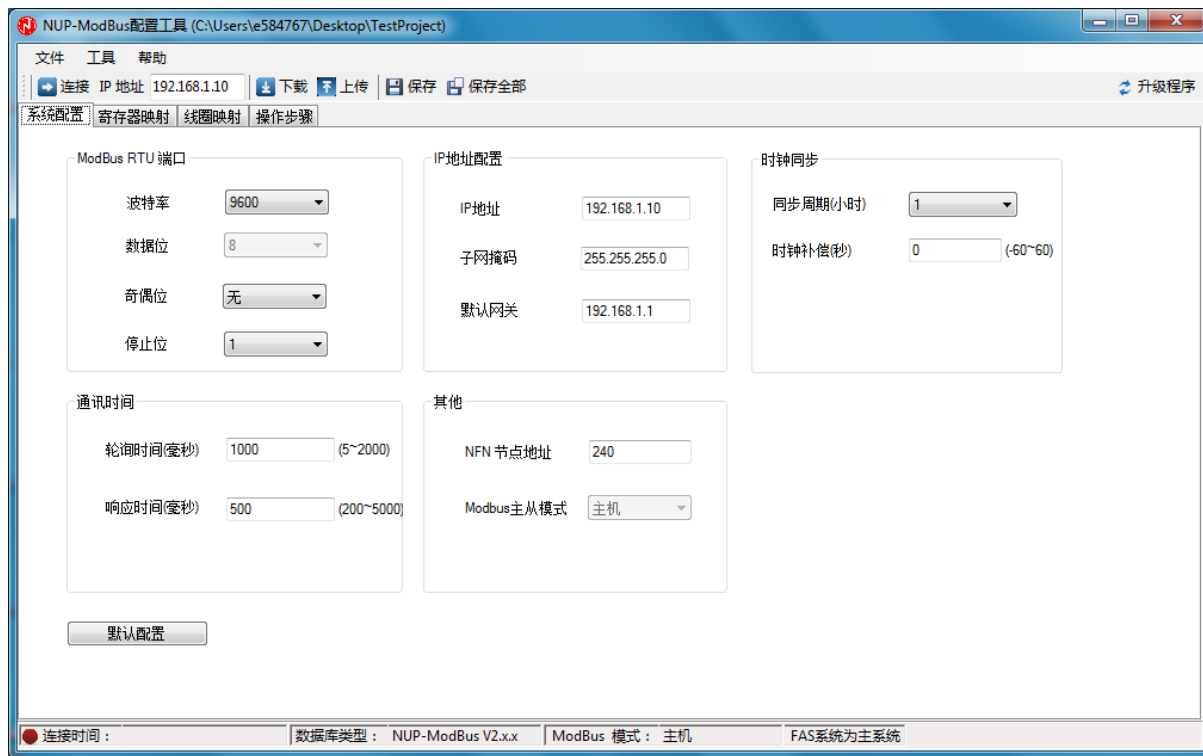 NUP-ModBus配置工具 (C:\Users\e584767\Desktop\TestProject)
文件 工具 帮助
连接 IP 地址 192.168.1.10 下载 上传 保存 保存全部 升级程序
系统配置 寄存器映射 线圈映射 操作步骤
ModBus RTU 端口
波特率 9600
数据位 8
奇偶位 无
停止位 1
IP地址配置
IP地址 192.168.1.10
子网掩码 255.255.255.0
默认网关 192.168.1.1
时钟同步
同步周期(小时) 1
时钟补偿(秒) 0 (-60~60)
通讯时间
轮询时间(毫秒) 1000 (5~2000)
响应时间(毫秒) 500 (200~5000)
其他
NFN 节点地址 240
Modbus主从模式 主机
默认配置
连接时间： 数据库类型： NUP-ModBus V2.x.x ModBus 模式： 主机 FAS系统为主系统